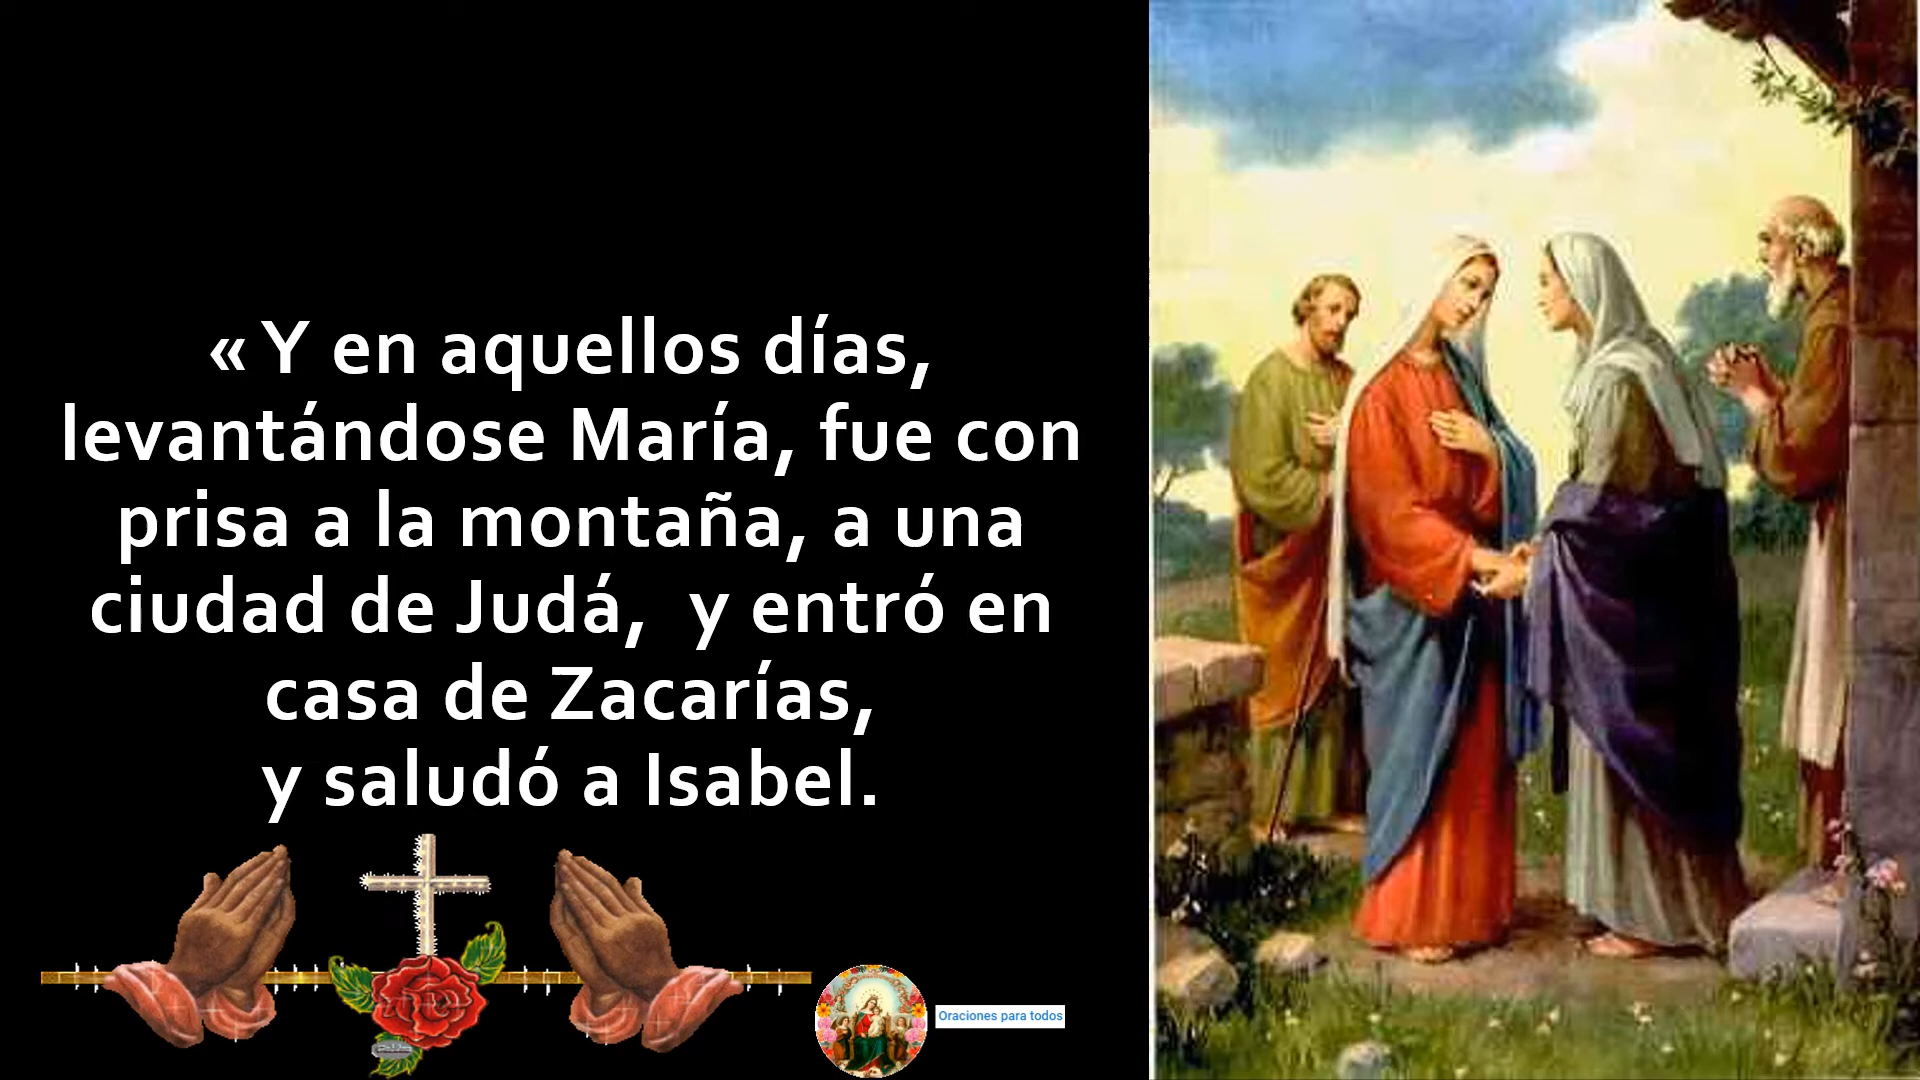 « Y en aquellos días,
levantándose María, fue con
prisa a la montaña, a una
ciudad de Judá,  y entró en
casa de Zacarías,
y saludó a Isabel.
Oraciones para todos